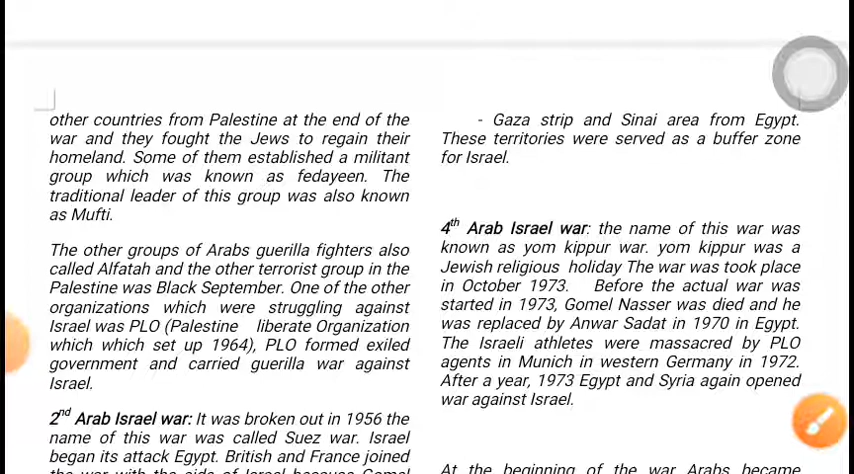 other countries from Palestine at the end of the
war and they fought the Jews to regain their
homeland. Some of them established a militant
group which was known as fedayeen. The
traditional leader of this group was also known
as Mufti.
The other groups of Arabs guerilla fighters also
called Alfatah and the other terrorist group in the
Palestine was Black September. One of the other
organizations which were struggling against
Israel was PLO (Palestine liberate Organization
which which set up 1964), PLO formed exiled
government and carried guerilla war against
Israel.
2nd Arab Israel war: It was broken out in 1956 the
name of this war was called Suez war. Israel
began its attack Egypt. British and France joined
the war with the side of Israel because Gomel
- Gaza strip and Sinai area from Egypt.
These territories were served as a buffer zone
for Israel.
4th Arab Israel war: the name of this war was
known as yom kippur war. yom kippur was a
Jewish religious holiday The war was took place
in October 1973. Before the actual war was
started in 1973, Gomel Nasser was died and he
was replaced by Anwar Sadat in 1970 in Egypt.
The Israeli athletes were massacred by PLO
agents in Munich in western Germany in 1972.
After a year, 1973 Egypt and Syria again opened
war against Israel.
At the beginning of the war Arabs became